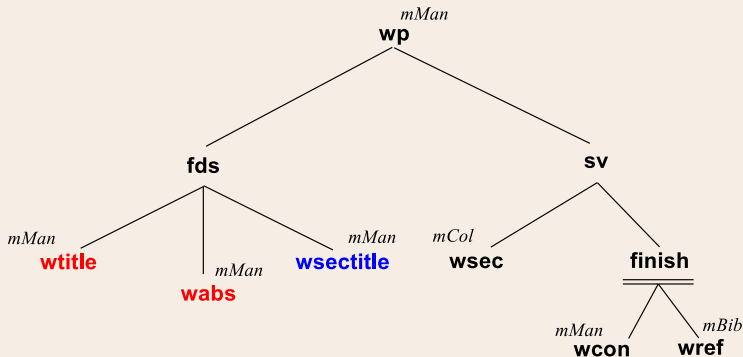 mMan
wp
fds
sv
mMan
wtitle
mMan
wabs
mMan
wsectitle
mCol
wsec
finish
mMan
wcon
mBib
wref